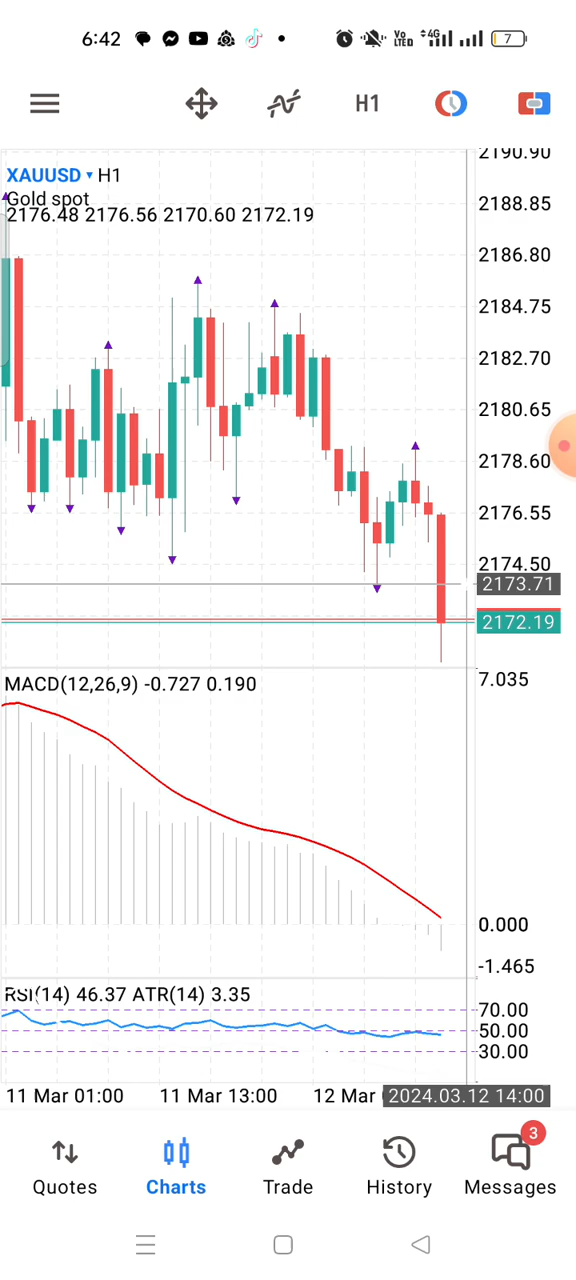 6:42
Vo
LTE D
4G
7
H1
2190.90
XAUUSD H1
2188.85
Gold spot
2176.48 2176.56 2170.60 2172.19
2186.80
2184.75
2182.70
2180.65
2178.60
2176.55
2174.50
2173.71
2172.19
MACD(12,26,9) -0.727 0.190
7.035
0.000
-1.465
RSI(14) 46.37 ATR(14) 3.35
70.00
50.00
30.00
11 Mar 01:00
11 Mar 13:00
12 Mar
2024.03.12 14:00
3
Quotes
Charts
Trade
History
Messages